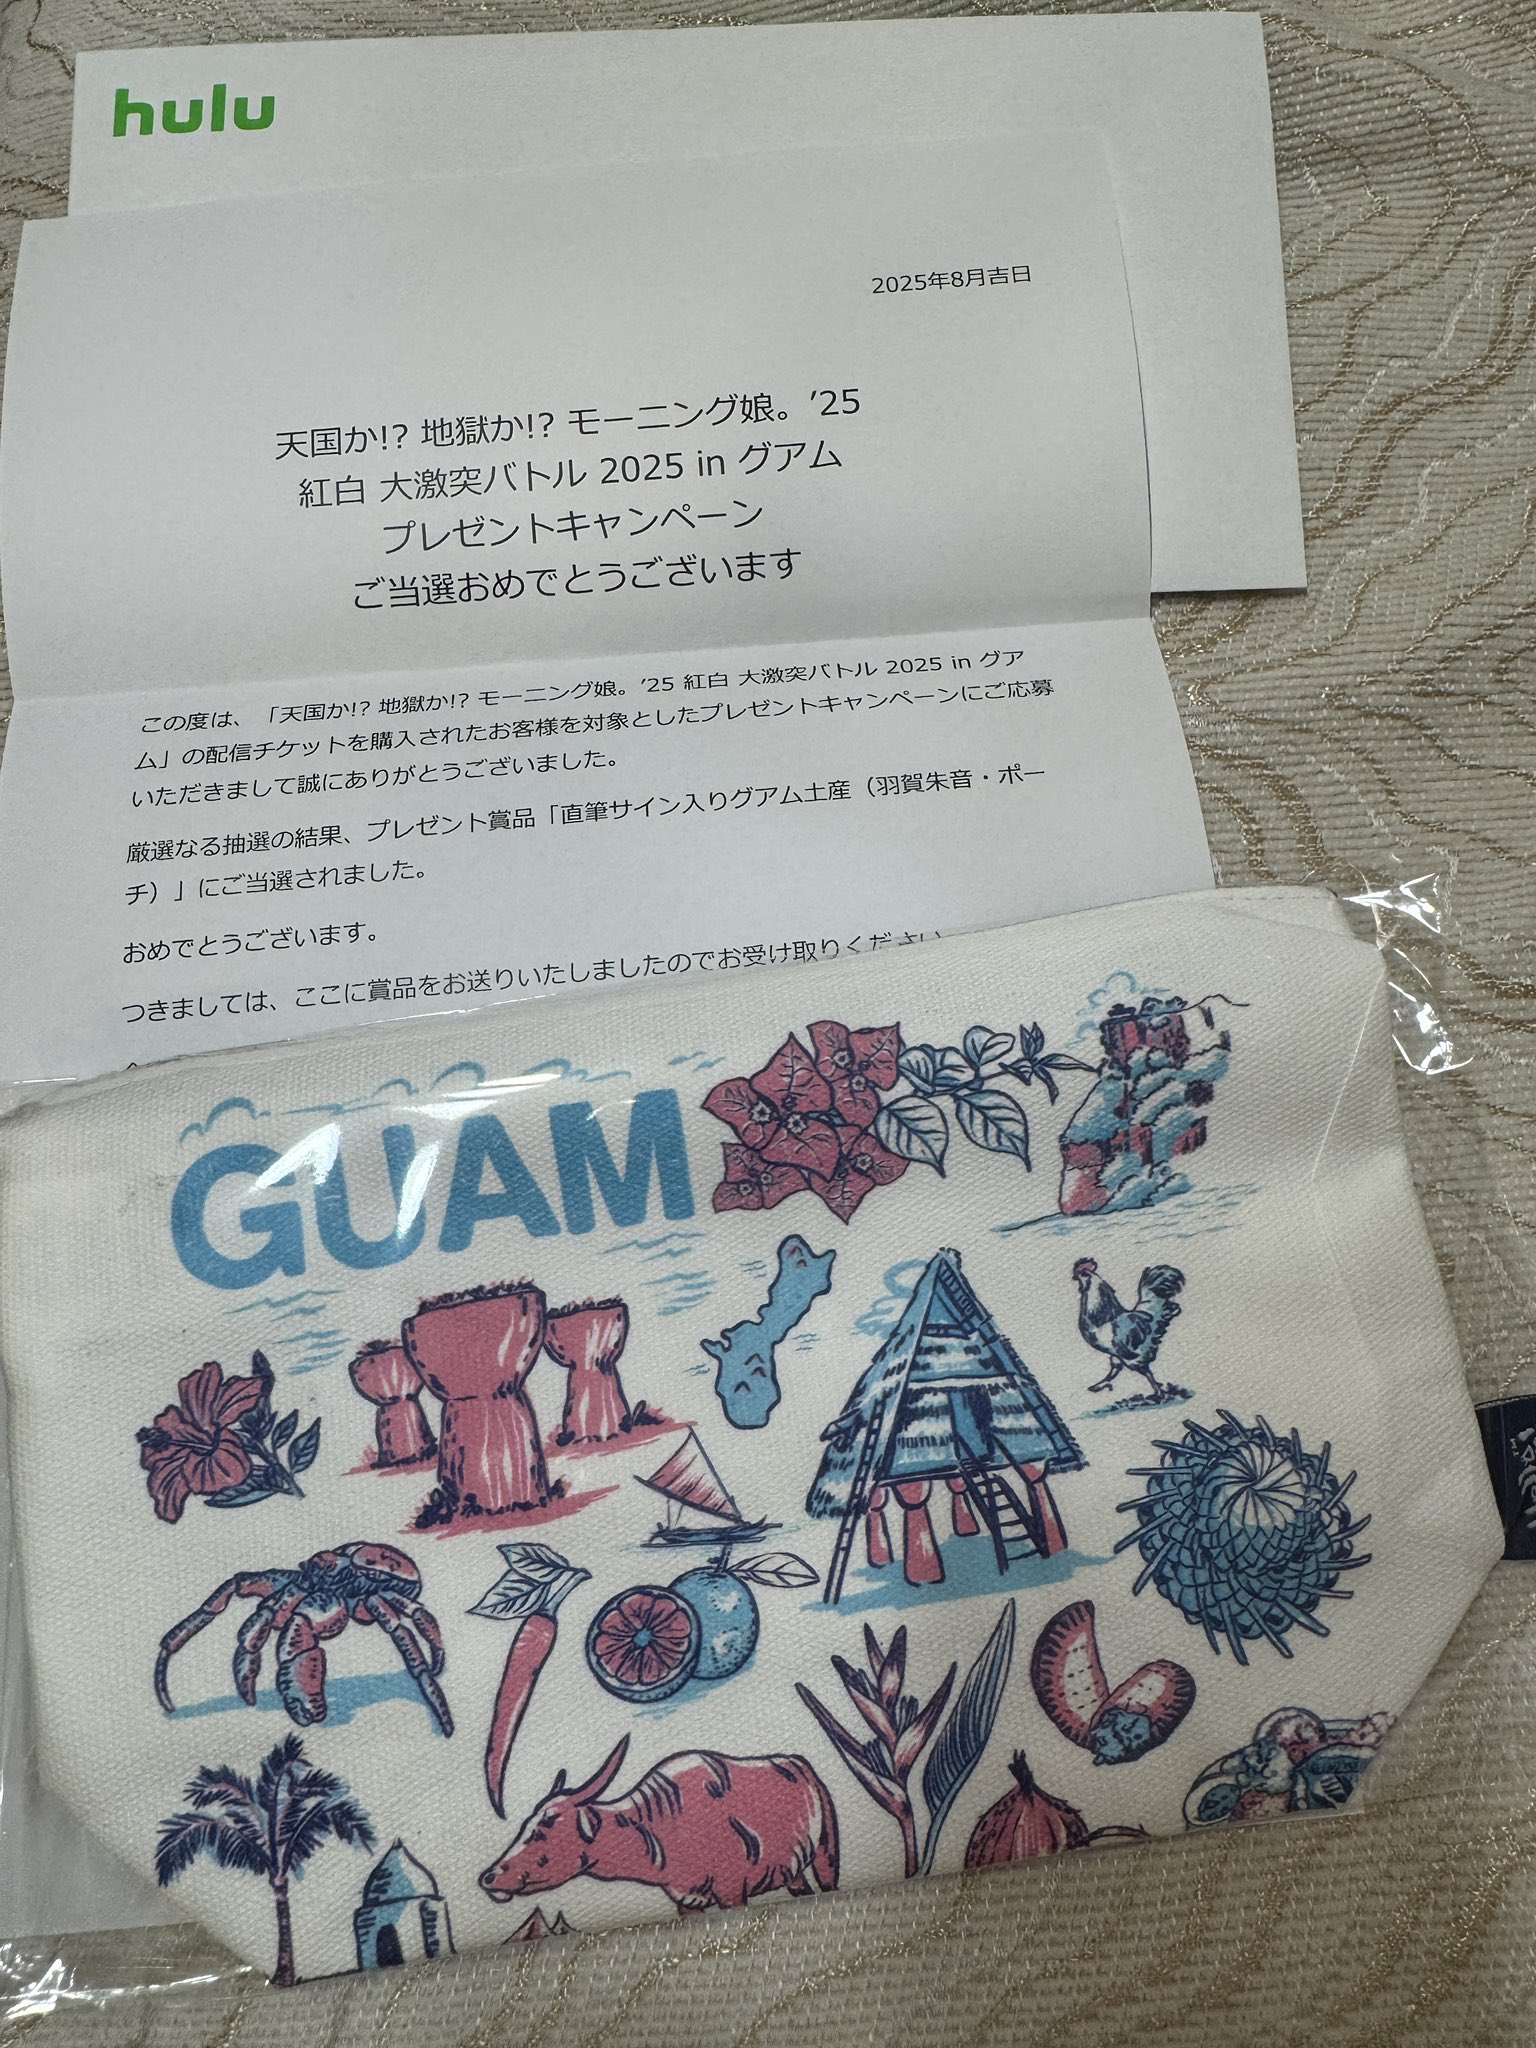 hulu
2025年8月吉日
天国か!? 地獄か!? モーニング娘。'25
紅白 大激突バトル 2025 in グアム
プレゼントキャンペーン
ご当選おめでとうございます
この度は、「天国か!? 地獄か!? モーニング娘。'25 紅白 大激突バトル 2025 in グア
ム」の配信チケットを購入されたお客様を対象としたプレゼントキャンペーンにご応募
いただきまして誠にありがとうございました。
厳選なる抽選の結果、プレゼント賞品「直筆サイン入りグアム土産（羽賀朱音・ポー
チ）」にご当選されました。
おめでとうございます。
つきましては、ここに賞品をお送りいたしましたのでお受け取りください
GUAM